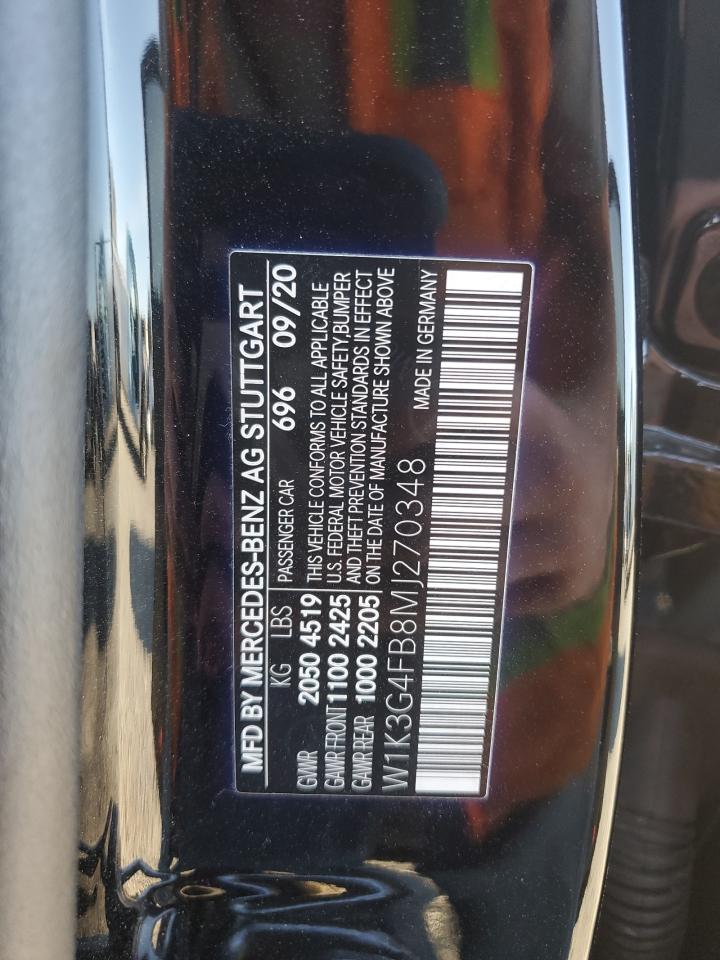 MFD BY MERCEDES-BENZ AG STUTTGART
KG LBS PASSENGER CAR 696 09/20
GVWR 2050 4519 THIS VEHICLE CONFORMS TO ALL APPLICABLE
GAWR FRONT 1100 2425 U.S. FEDERAL MOTOR VEHICLE SAFETY, BUMPER
GAWR REAR 1000 2205 AND THEFT PREVENTION STANDARDS IN EFFECT
ON THE DATE OF MANUFACTURE SHOWN ABOVE
W1K3G4FB8MJ270348 MADE IN GERMANY